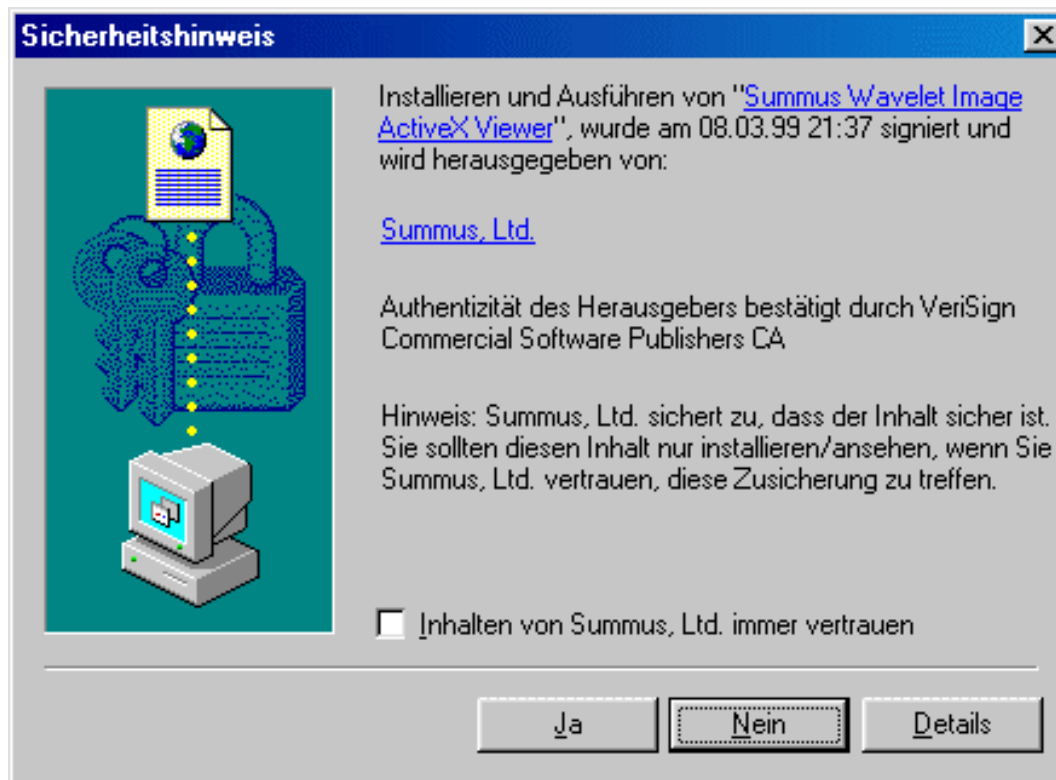 Sicherheitshinweis
Installieren und Ausführen von "Summus Wavelet Image
ActiveX Viewer", wurde am 08.03.99 21:37 signiert und
wird herausgegeben von:
Summus, Ltd.
Authentizität des Herausgebers bestätigt durch VeriSign
Commercial Software Publishers CA
Hinweis: Summus, Ltd. sichert zu, dass der Inhalt sicher ist.
Sie sollten diesen Inhalt nur installieren/ansehen, wenn Sie
Summus, Ltd. vertrauen, diese Zusicherung zu treffen.
Inhalten von Summus, Ltd. immer vertrauen
Ja Nein Details